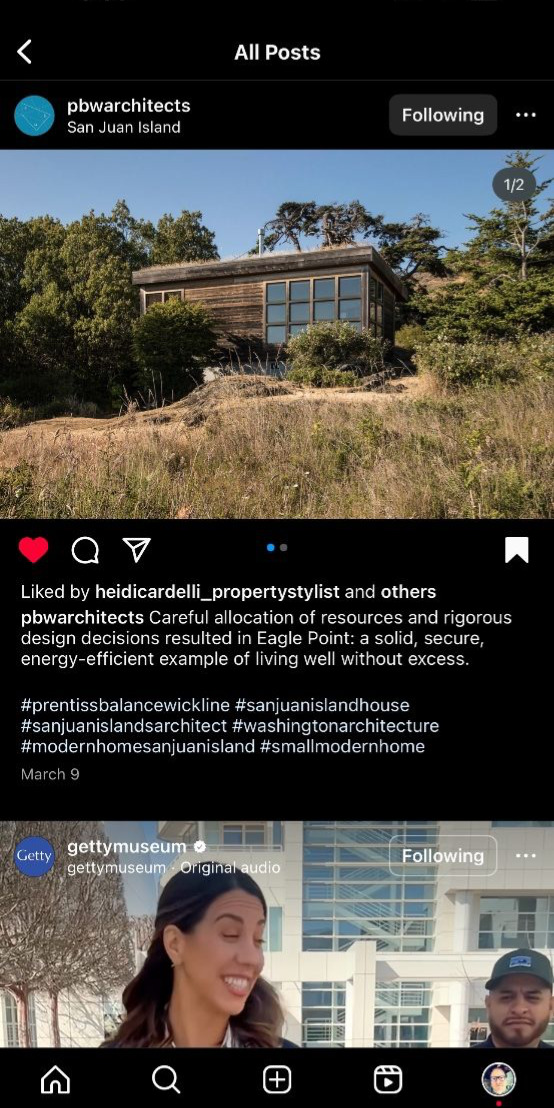 All Posts
pbwarchitects
San Juan Island
Following
1/2
Liked by heidicardelli_propertystylist and others
pbwarchitects Careful allocation of resources and rigorous
design decisions resulted in Eagle Point: a solid, secure,
energy-efficient example of living well without excess.
#prentissbalancewickline #sanjuanislandhouse
#sanjuanislandsarchitect #washingtonarchitecture
#modernhomesanjuanisland #smallmodernhome
March 9
Getty
gettymuseum
gettymuseum · Original audio
Following